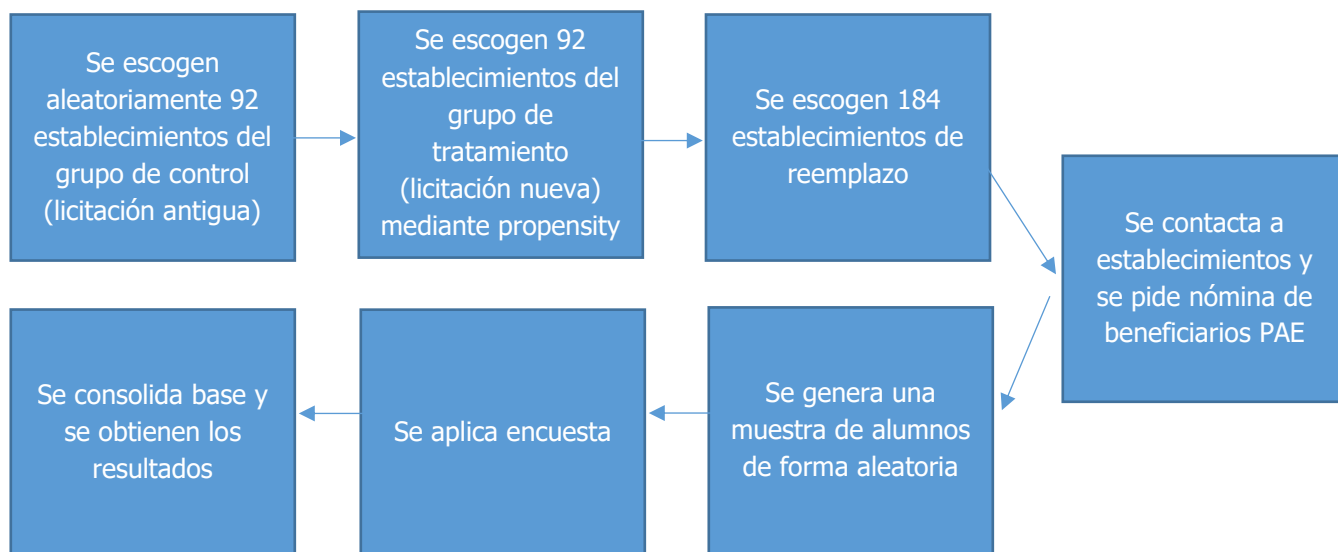 Se escogen
aleatoriamente 92
establecimientos del
grupo de control
(licitación antigua)
Se escogen 92
establecimientos del
grupo de
tratamiento
(licitación nueva)
mediante propensity
Se escogen 184
establecimientos de
reemplazo
Se contacta a
establecimientos y
se pide nómina de
beneficiarios PAE
Se genera una
muestra de alumnos
de forma aleatoria
Se aplica encuesta
Se consolida base y
se obtienen los
resultados